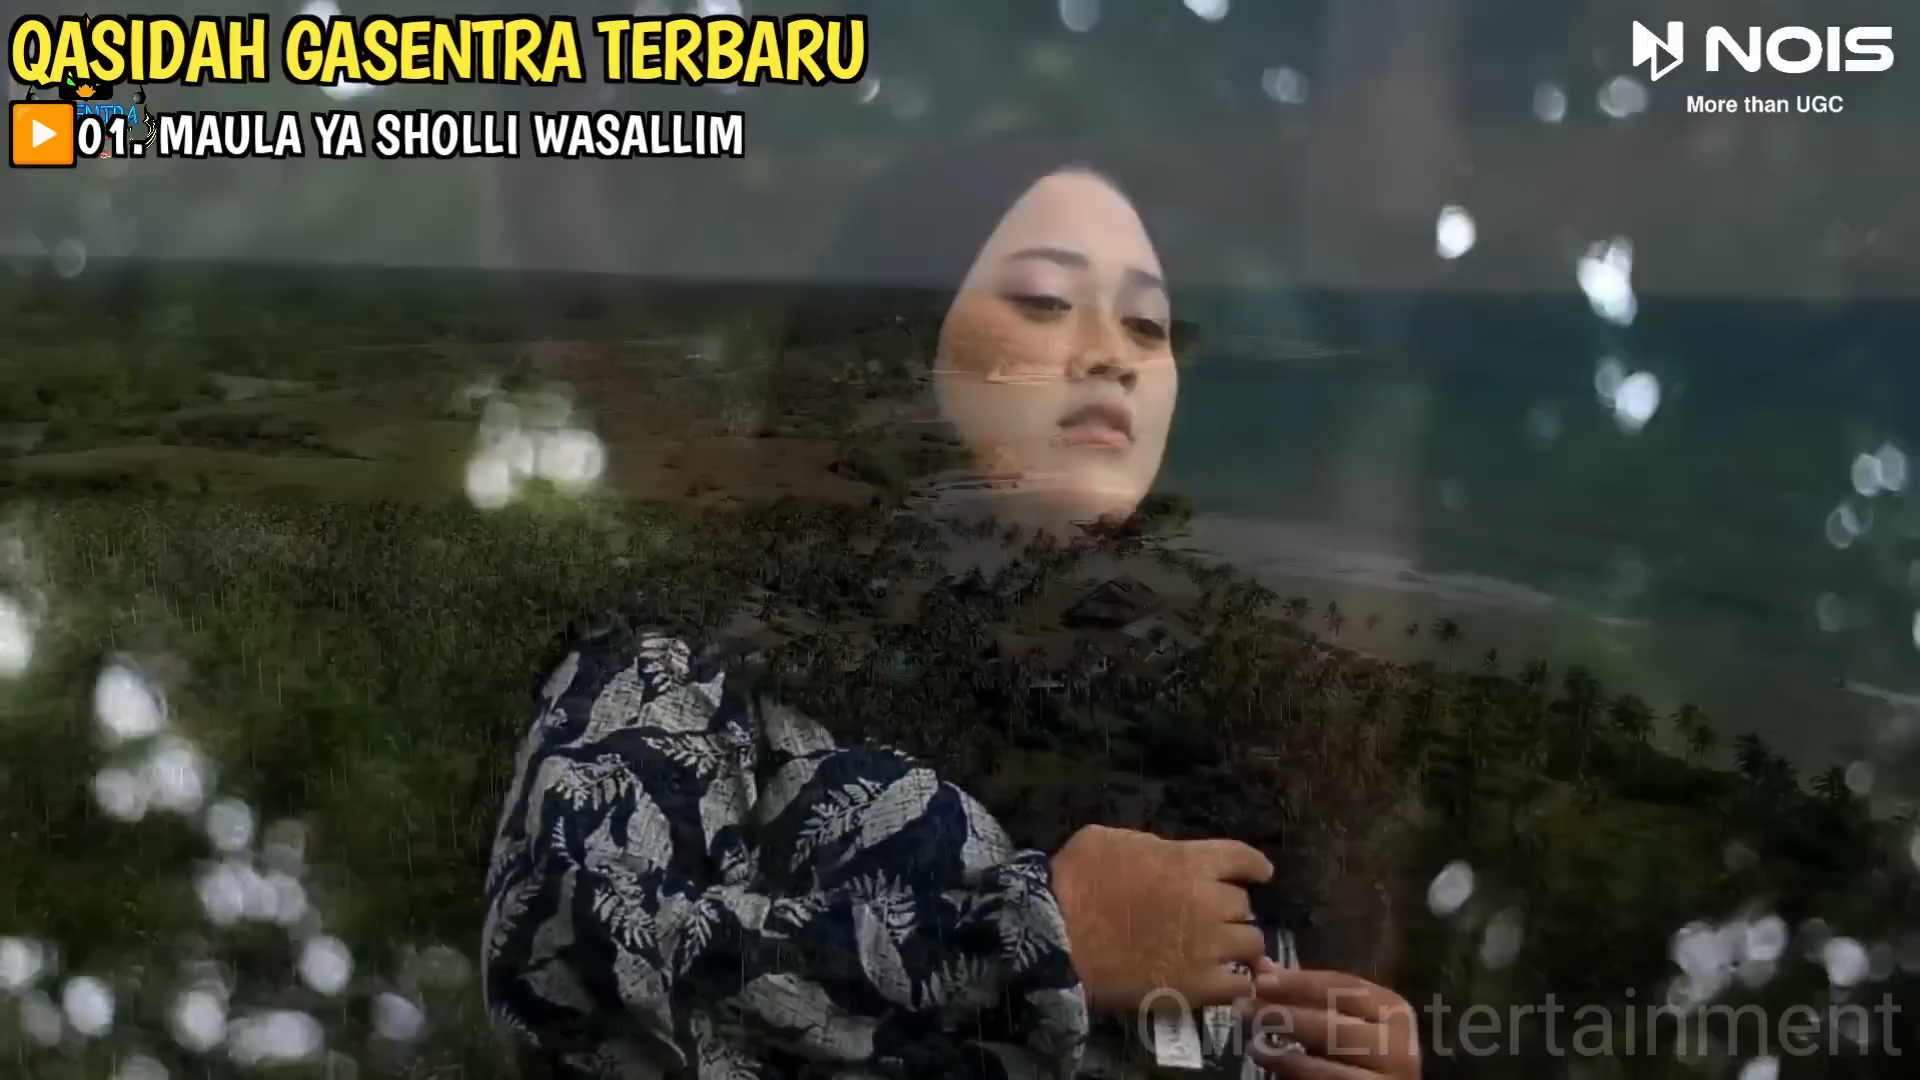 QASIDAH GASENTRA TERBARU
▶01. MAULA YA SHOLLI WASALLIM
NOIS
More than UGC
One Entertainment